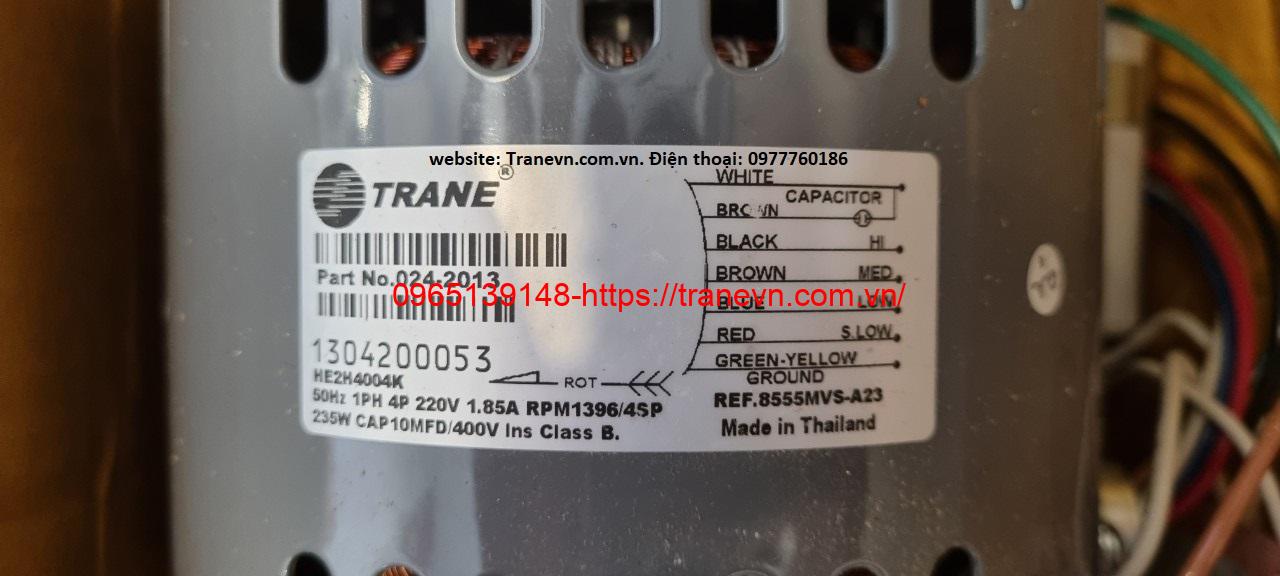 website: Tranevn.com.vn. Điện thoại: 0977760186
TRANE®
Part No.024-2013
0965139148-https://tranevn.com.vn/
1304200053
HE2H4004K
ROT
50Hz 1PH 4P 220V 1.85A RPM1396/4SP
235W CAP10MFD/400V Ins Class B.
WHITE
CAPACITOR
BROWN
BLACK HI
BROWN MED.
BLUE LOW
RED S.LOW
GREEN-YELLOW
GROUND
REF.8555MVS-A23
Made in Thailand